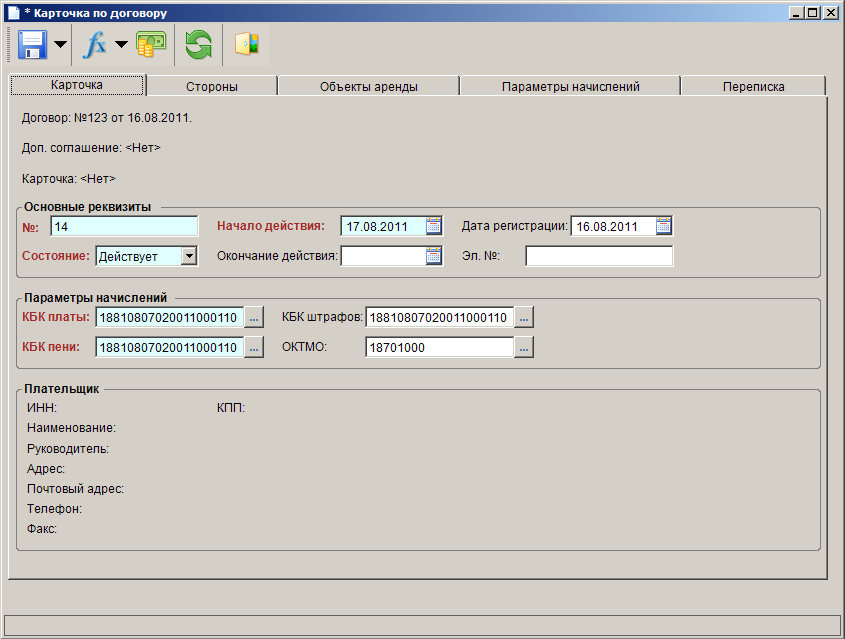 * Карточка по договору
Карточка Стороны Объекты аренды Параметры начислений Переписка
Договор: №123 от 16.08.2011.
Доп. соглашение: <Нет>
Карточка: <Нет>
Основные реквизиты
№: 14 Начало действия: 17.08.2011 Дата регистрации: 16.08.2011
Состояние: Действует Окончание действия: Эл. №:
Параметры начислений
КБК платы: 18810807020011000110 ... КБК штрафов: 18810807020011000110 ...
КБК пени: 18810807020011000110 ... ОКТМО: 18701000 ...
Плательщик
ИНН: КПП:
Наименование:
Руководитель:
Адрес:
Почтовый адрес:
Телефон:
Факс: